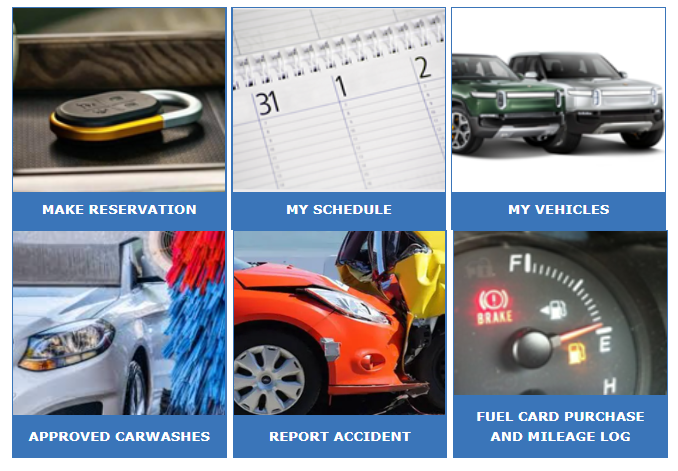 31
1
2
MAKE RESERVATION
MY SCHEDULE
MY VEHICLES
F
BRAKE
E
H
APPROVED CARWASHES
REPORT ACCIDENT
FUEL CARD PURCHASE
AND MILEAGE LOG